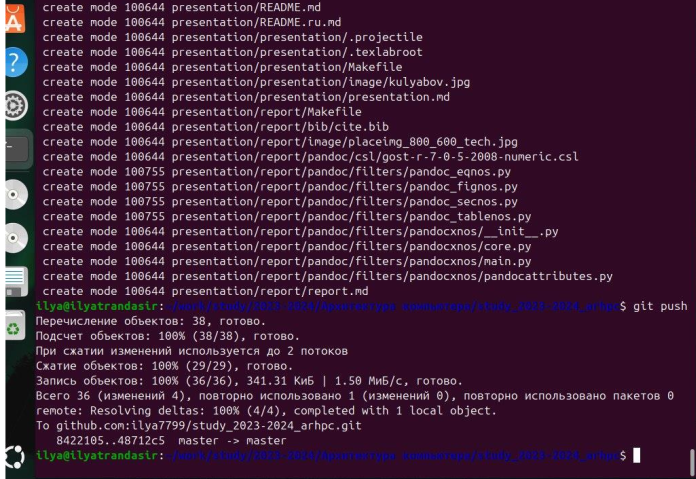 create mode 100644 presentation/README.md
create mode 100644 presentation/README.ru.md
create mode 100644 presentation/presentation/.projectile
create mode 100644 presentation/presentation/.texlabroot
create mode 100644 presentation/presentation/Makefile
create mode 100644 presentation/presentation/image/kulyabov.jpg
create mode 100644 presentation/presentation/presentation.md
create mode 100644 presentation/report/Makefile
create mode 100644 presentation/report/bib/cite.bib
create mode 100644 presentation/report/image/placeimg_800_600_tech.jpg
create mode 100644 presentation/report/pandoc/csl/gost-r-7-0-5-2008-numeric.csl
create mode 100755 presentation/report/pandoc/filters/pandoc_eqnos.py
create mode 100755 presentation/report/pandoc/filters/pandoc_fignos.py
create mode 100755 presentation/report/pandoc/filters/pandoc_secnos.py
create mode 100755 presentation/report/pandoc/filters/pandoc_tablenos.py
create mode 100644 presentation/report/pandoc/filters/pandocxnos/__init__.py
create mode 100644 presentation/report/pandoc/filters/pandocxnos/core.py
create mode 100644 presentation/report/pandoc/filters/pandocxnos/main.py
create mode 100644 presentation/report/pandoc/filters/pandocxnos/pandocattributes.py
create mode 100644 presentation/report/report.md
ilya@ilyatrandasir:~/work/study/2023-2024/Архитектура компьютера/study_2023-2024_arhpc$ git push
Перечисление объектов: 38, готово.
Подсчет объектов: 100% (38/38), готово.
При сжатии изменений используется до 2 потоков
Сжатие объектов: 100% (29/29), готово.
Запись объектов: 100% (36/36), 341.31 КиБ | 1.50 МиБ/с, готово.
Всего 36 (изменений 4), повторно использовано 1 (изменений 0), повторно использовано пакетов 0
remote: Resolving deltas: 100% (4/4), completed with 1 local object.
To github.com:ilya7799/study_2023-2024_arhpc.git
8422105..48712c5 master -> master
ilya@ilyatrandasir:~/work/study/2023-2024/Архитектура компьютера/study_2023-2024_arhpc$